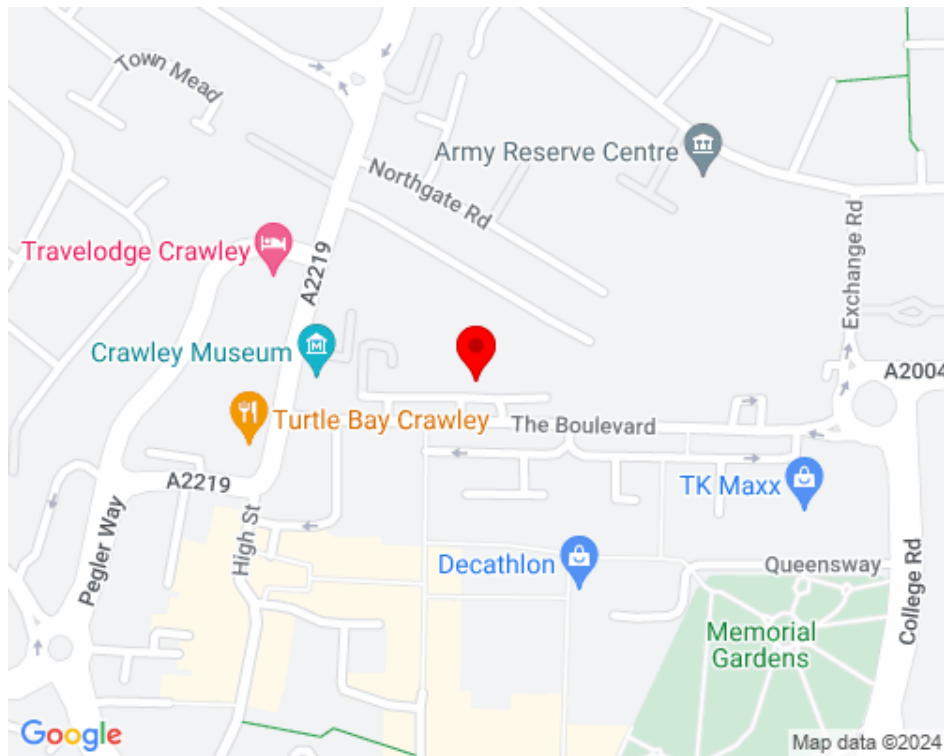 Town Mead
Army Reserve Centre
Northgate Rd
Exchange Rd
Travelodge Crawley
A2219
Crawley Museum
A2004
Turtle Bay Crawley
The Boulevard
A2219
TK Maxx
Pegler Way
High St
Decathlon
Queensway
College Rd
Memorial
Gardens
Google
Map data ©2024